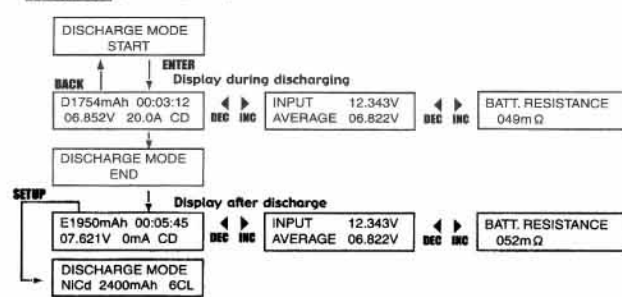 DISCHARGE MODE
START
BACK
ENTER
Display during discharging
D1754mAh 00:03:12
06.852V 20.0A CD
DEC INC
INPUT 12.343V
AVERAGE 06.822V
DEC INC
BATT. RESISTANCE
049mΩ
DISCHARGE MODE
END
SETUP
Display after discharge
E1950mAh 00:05:45
07.621V 0mA CD
DEC INC
INPUT 12.343V
AVERAGE 06.822V
DEC INC
BATT. RESISTANCE
052mΩ
DISCHARGE MODE
NiCd 2400mAh 6CL